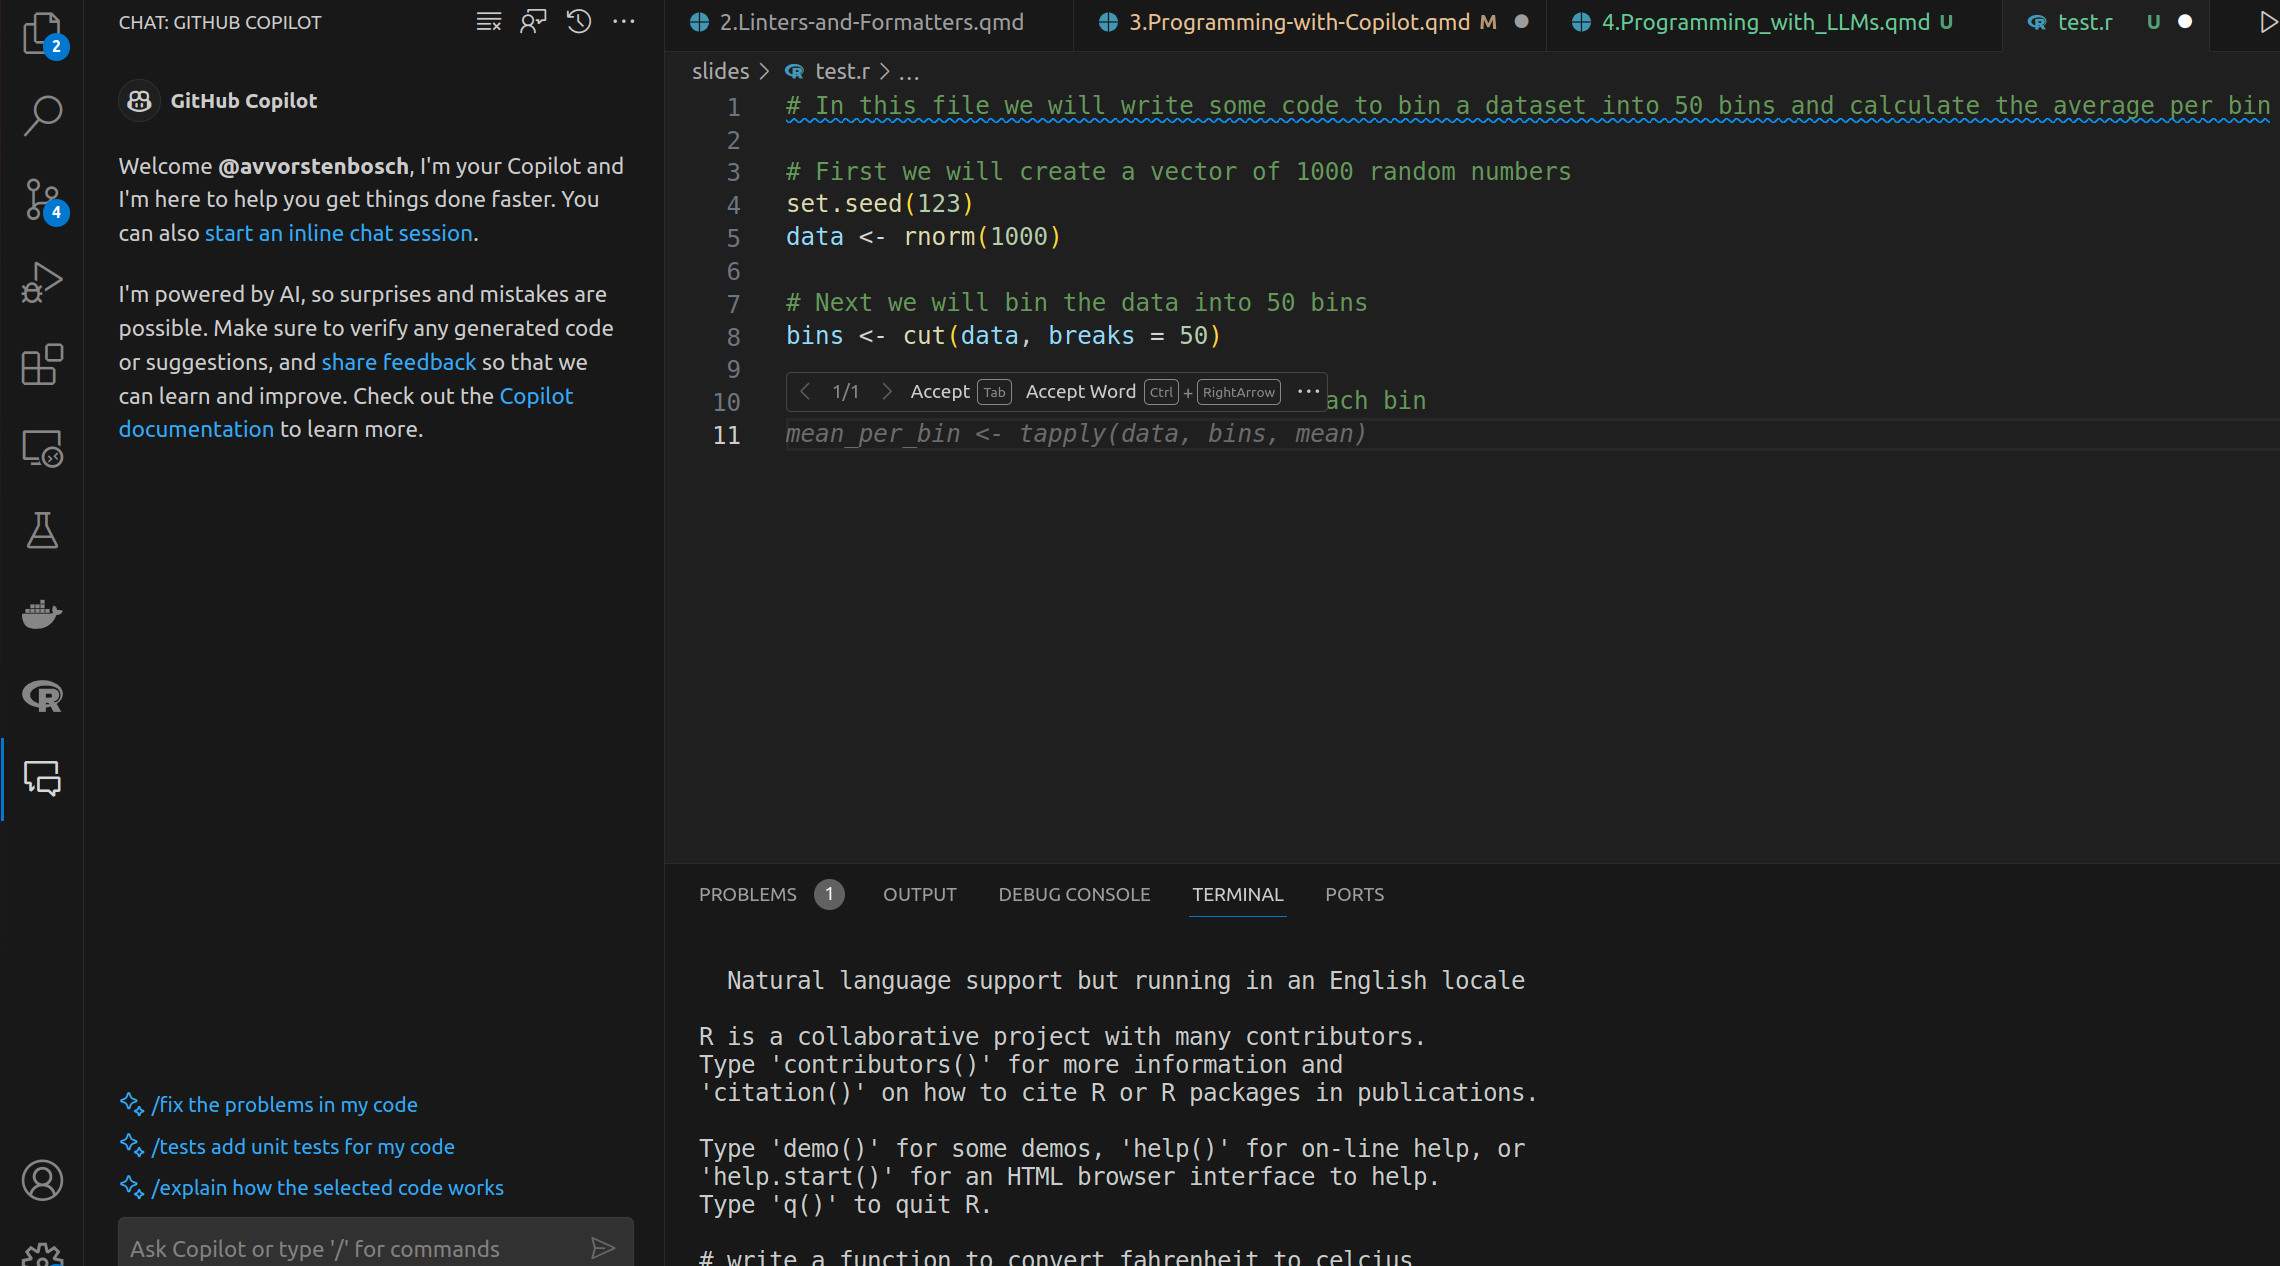 CHAT: GITHUB COPILOT
2
4
GitHub Copilot
Welcome @avvorstenbosch, I'm your Copilot and
I'm here to help you get things done faster. You
can also start an inline chat session.
I'm powered by AI, so surprises and mistakes are
possible. Make sure to verify any generated code
or suggestions, and share feedback so that we
can learn and improve. Check out the Copilot
documentation to learn more.
/fix the problems in my code
/tests add unit tests for my code
/explain how the selected code works
Ask Copilot or type '/' for commands
2.Linters-and-Formatters.qmd
3.Programming-with-Copilot.qmd M
4.Programming_with_LLMs.qmd U
test.r U
slides > test.r > ...
1 # In this file we will write some code to bin a dataset into 50 bins and calculate the average per bin
2
3 # First we will create a vector of 1000 random numbers
4 set.seed(123)
5 data <- rnorm(1000)
6
7 # Next we will bin the data into 50 bins
8 bins <- cut(data, breaks = 50)
9
< 1/1 > Accept Tab Accept Word Ctrl + RightArrow ...
10 ach bin
11 mean_per_bin <- tapply(data, bins, mean)
PROBLEMS 1 OUTPUT DEBUG CONSOLE TERMINAL PORTS
Natural language support but running in an English locale
R is a collaborative project with many contributors.
Type 'contributors()' for more information and
'citation()' on how to cite R or R packages in publications.
Type 'demo()' for some demos, 'help()' for on-line help, or
'help.start()' for an HTML browser interface to help.
Type 'q()' to quit R.
# write a function to convert fahrenheit to celcius